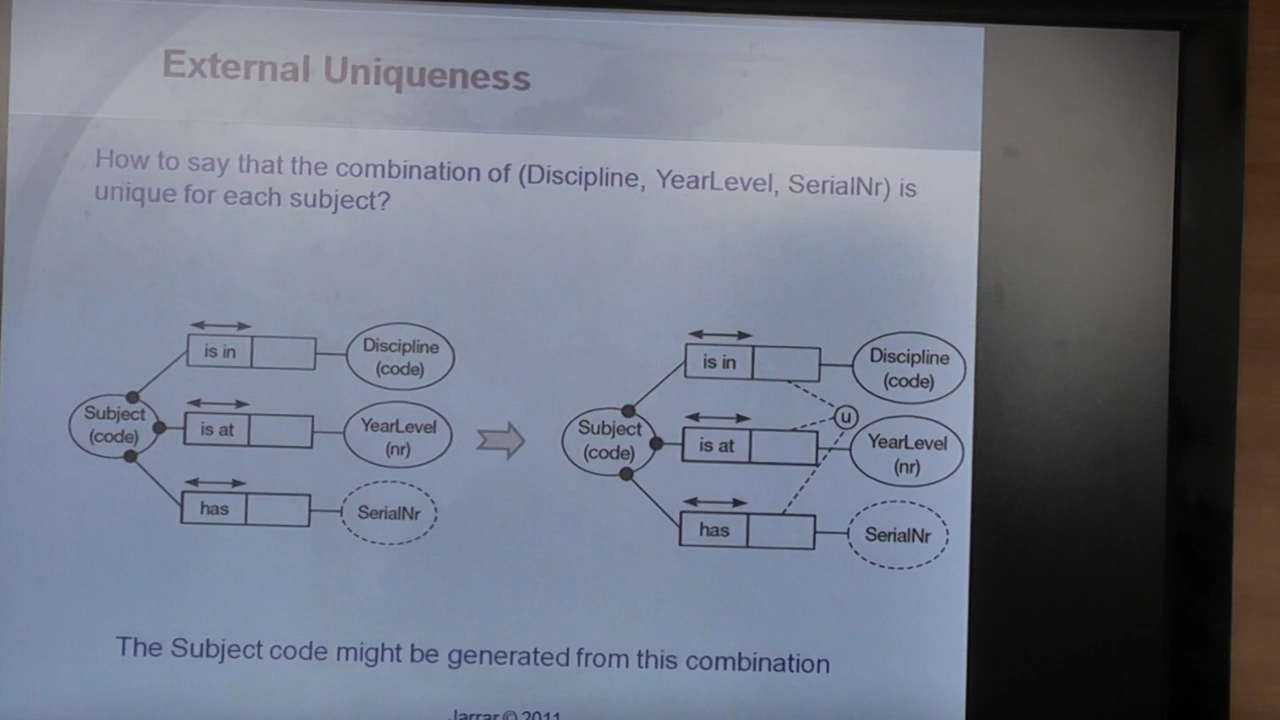 External Uniqueness
How to say that the combination of (Discipline, YearLevel, SerialNr) is
unique for each subject?
Subject
(code)
is in
Discipline
(code)
is at
YearLevel
(nr)
has
SerialNr
Subject
(code)
is in
Discipline
(code)
u
is at
YearLevel
(nr)
has
SerialNr
The Subject code might be generated from this combination
Jarrar © 2011